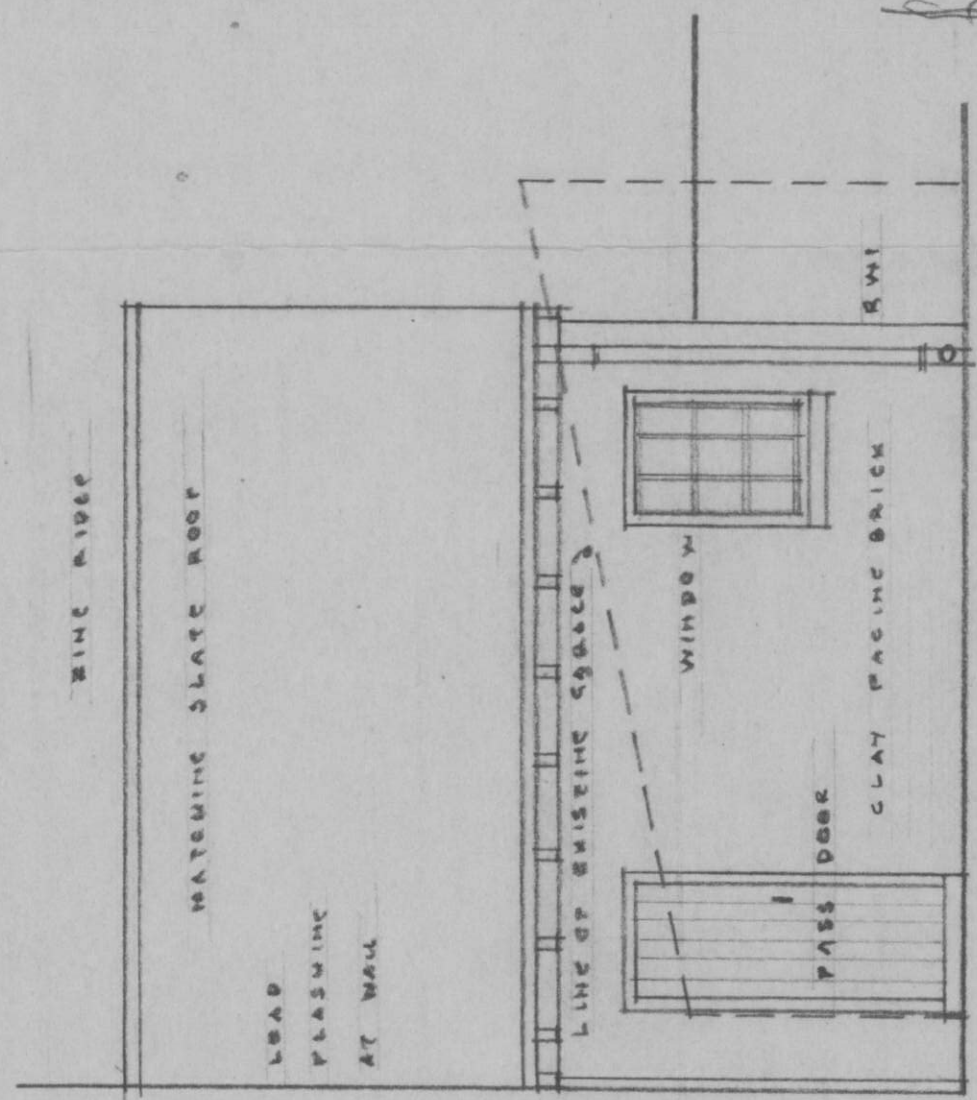 ZINC RIDGE
MATCHING SLATE ROOF
LEAD
FLASHING
AT WALL
LINE OF EXISTING GARAGE
WINDOW
PASS DOOR
CLAY FACING BRICK